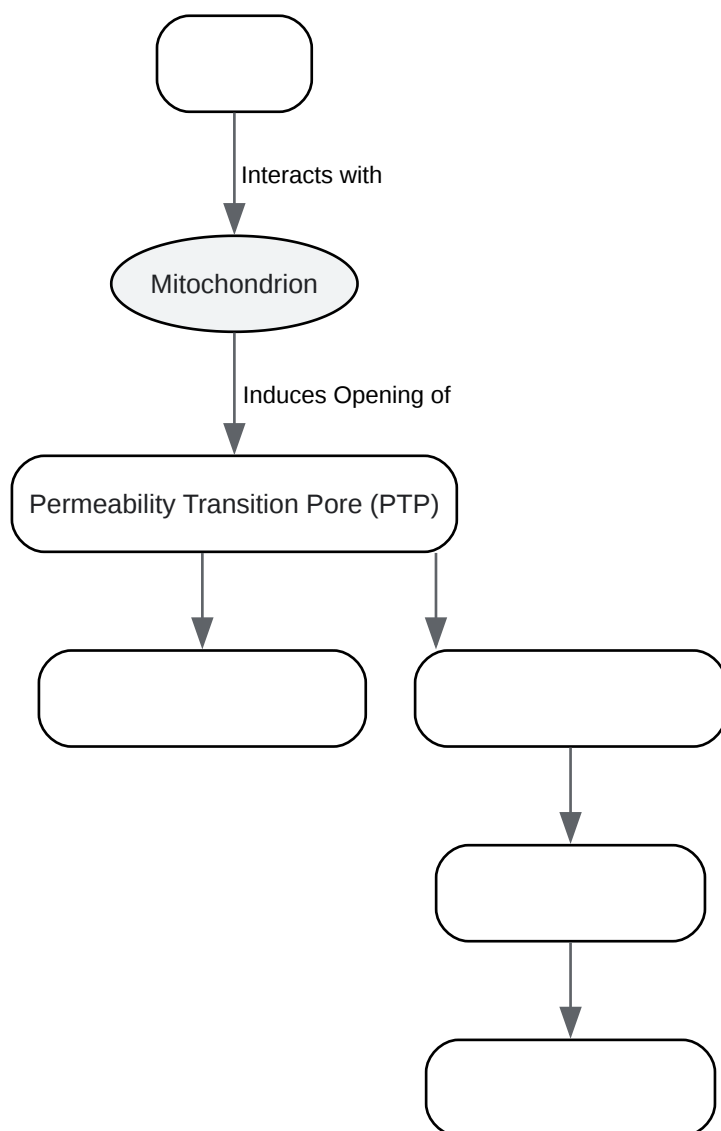 Interacts with
Mitochondrion
Induces Opening of
Permeability Transition Pore (PTP)